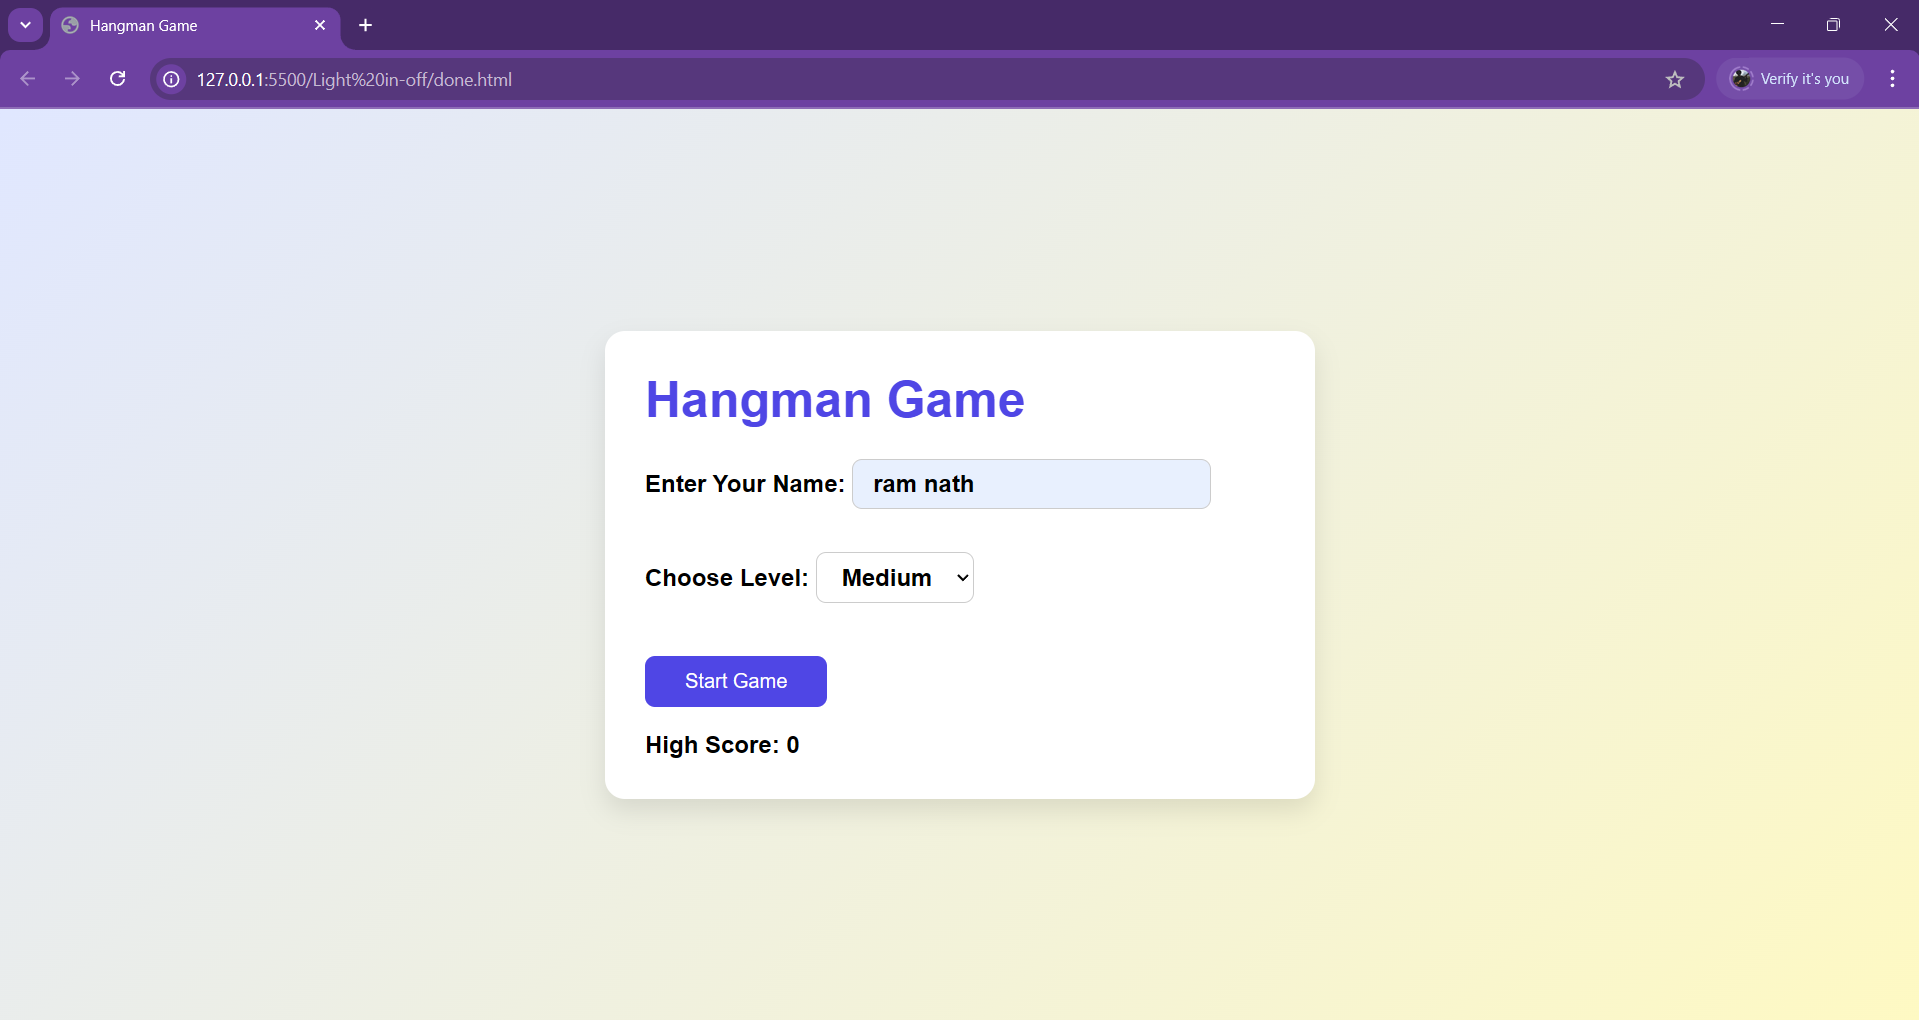 Hangman Game
127.0.0.1:5500/Light%20in-off/done.html
Verify it's you
Hangman Game
Enter Your Name: ram nath
Choose Level: Medium
Start Game
High Score: 0